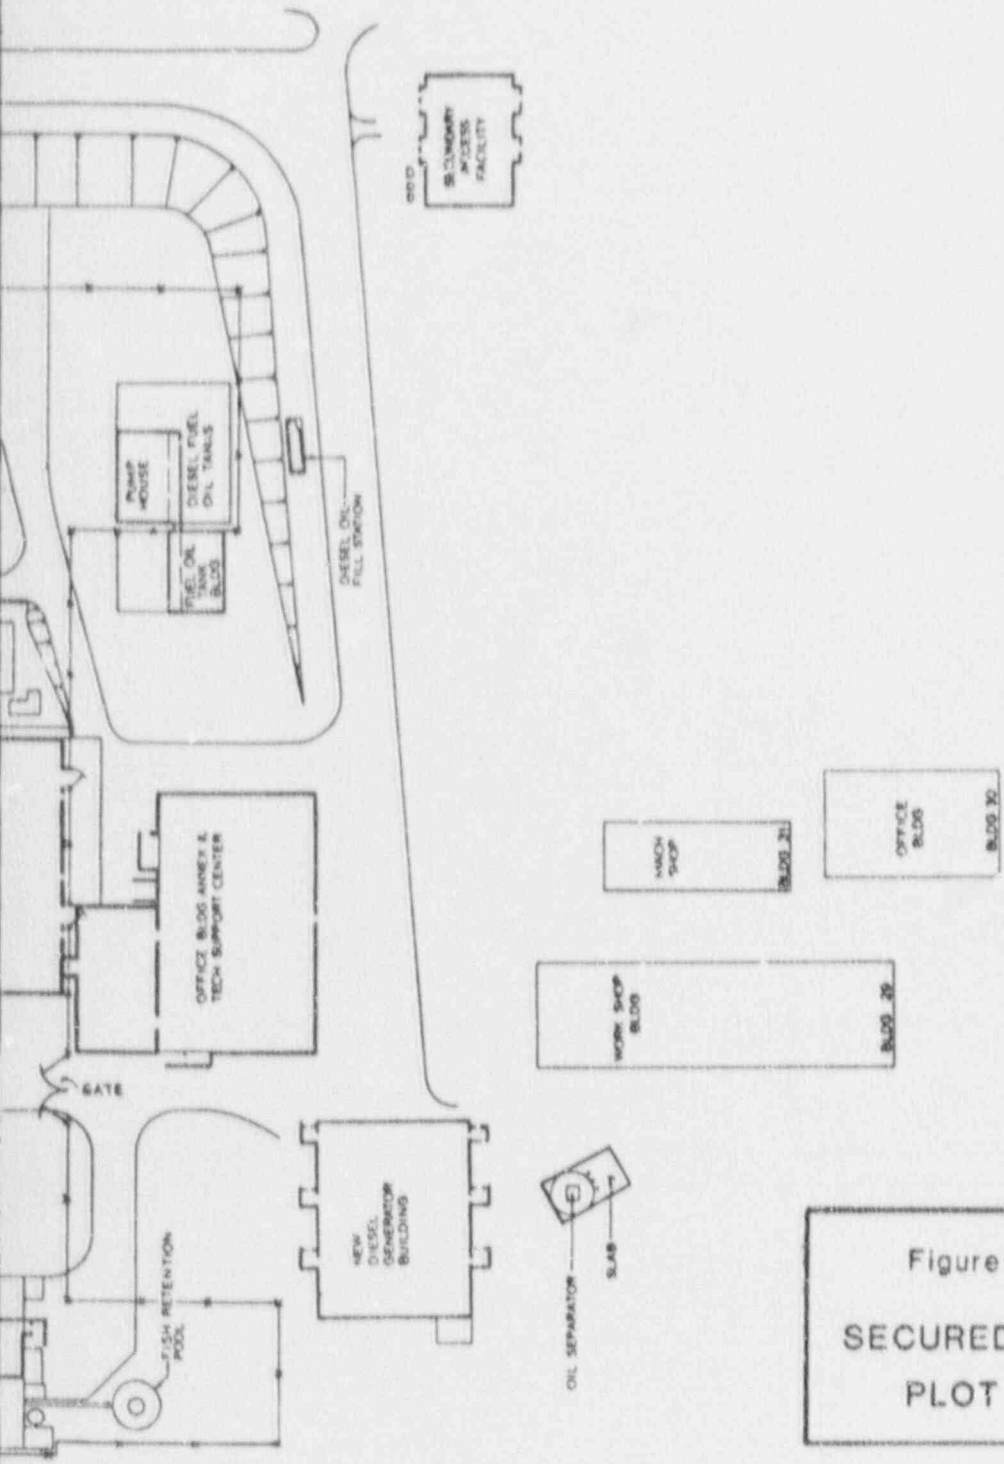 SECONDARY
ACCESS
FACILITY
PUMP
HOUSE
DIESEL FUEL
OIL TANKS
FUEL OIL
TANK
BLDG
DIESEL OIL
FILL STATION
OFFICE BLDG ANNEX &
TECH SUPPORT CENTER
MACH
SHOP
BLDG 21
OFFICE
BLDG
BLDG 30
WORK SHOP
BLDG
BLDG 29
GATE
NEW
DIESEL
GENERATOR
BUILDING
FISH RETENTION
POOL
OIL SEPARATOR
SLAB
Figure
SECURED
PLOT